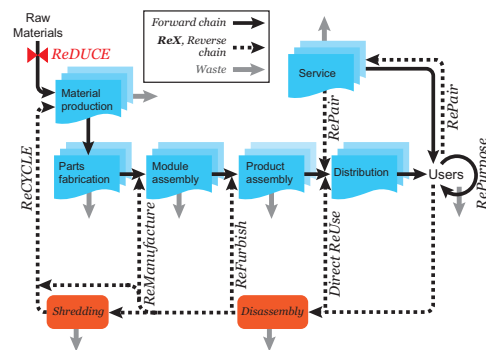 Raw
Materials
ReDUCE
Forward chain
ReX, Reverse
chain
Waste
Service
Material
production
RePair
RePair
Parts
fabrication
Module
assembly
Product
assembly
Distribution
Users
RePurpose
ReCYCLE
ReManufacture
ReFurbish
Direct ReUse
Shredding
Disassembly